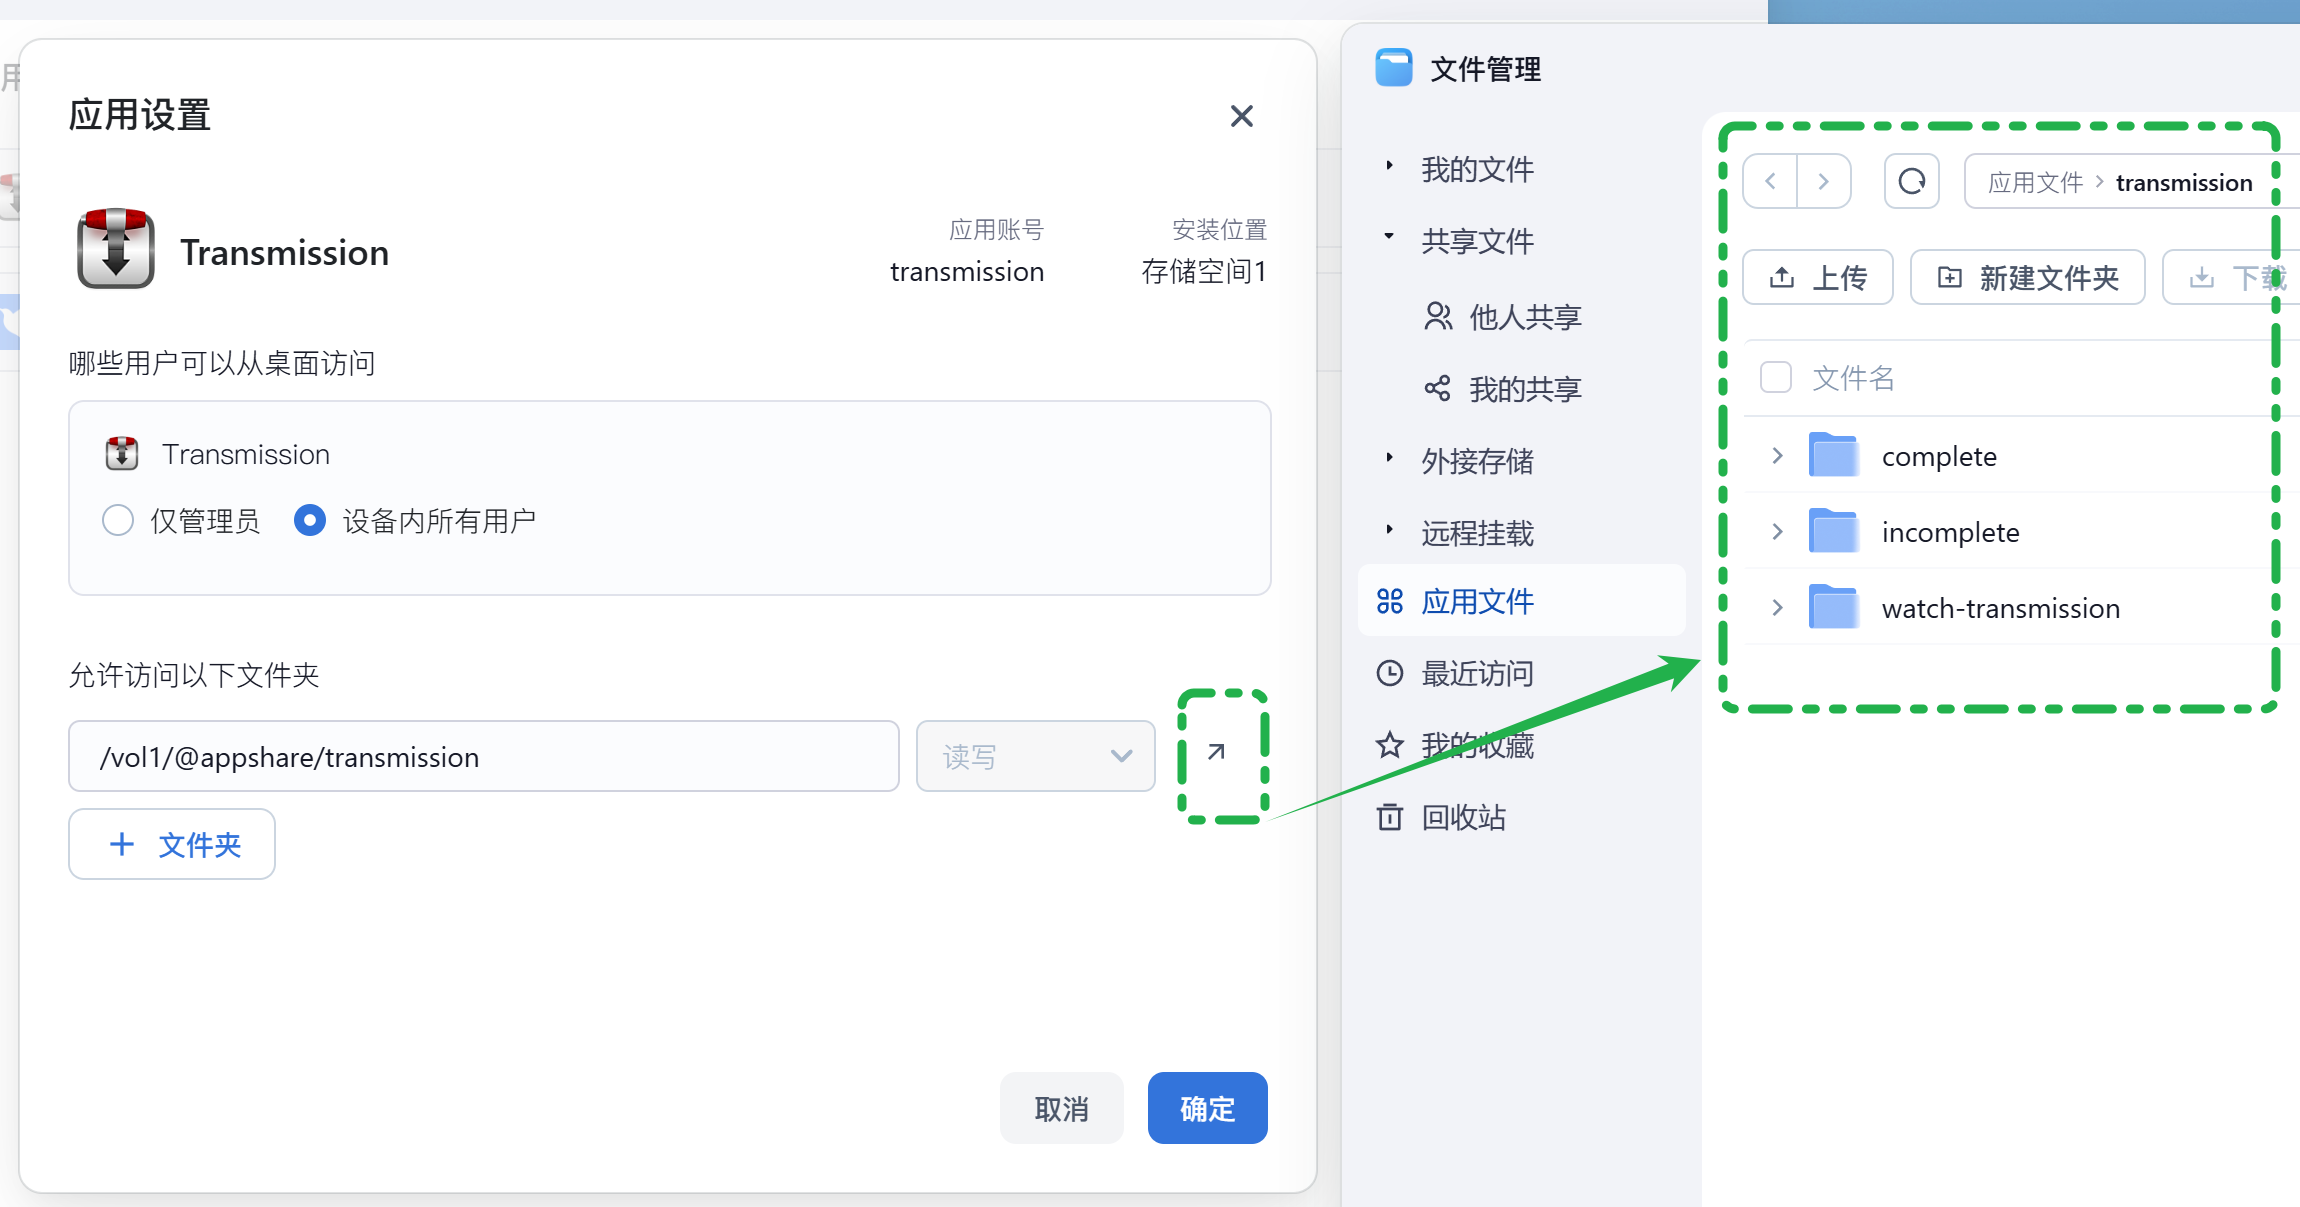 应用设置
Transmission
应用账号
transmission
安装位置
存储空间1
哪些用户可以从桌面访问
Transmission
仅管理员
设备内所有用户
允许访问以下文件夹
/vol1/@appshare/transmission
读写
文件夹
取消
确定
文件管理
我的文件
共享文件
他人共享
我的共享
外接存储
远程挂载
应用文件
最近访问
我的收藏
回收站
应用文件 > transmission
上传
新建文件夹
下载
文件名
complete
incomplete
watch-transmission